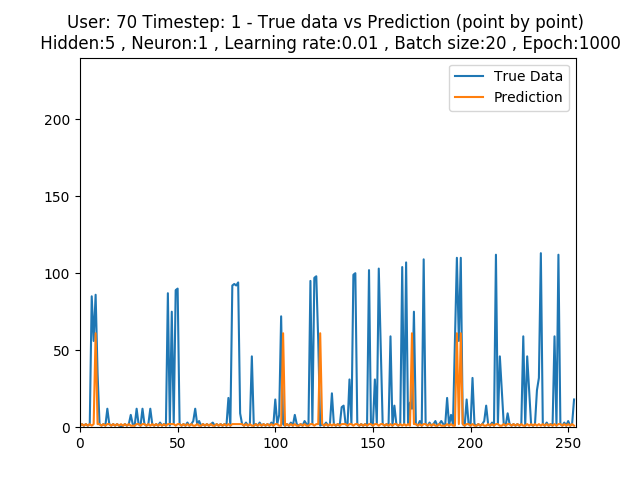 User: 70 Timestep: 1 - True data vs Prediction (point by point)
Hidden:5 , Neuron:1 , Learning rate:0.01 , Batch size:20 , Epoch:1000
True Data
Prediction
200
150
100
50
0
0 50 100 150 200 250